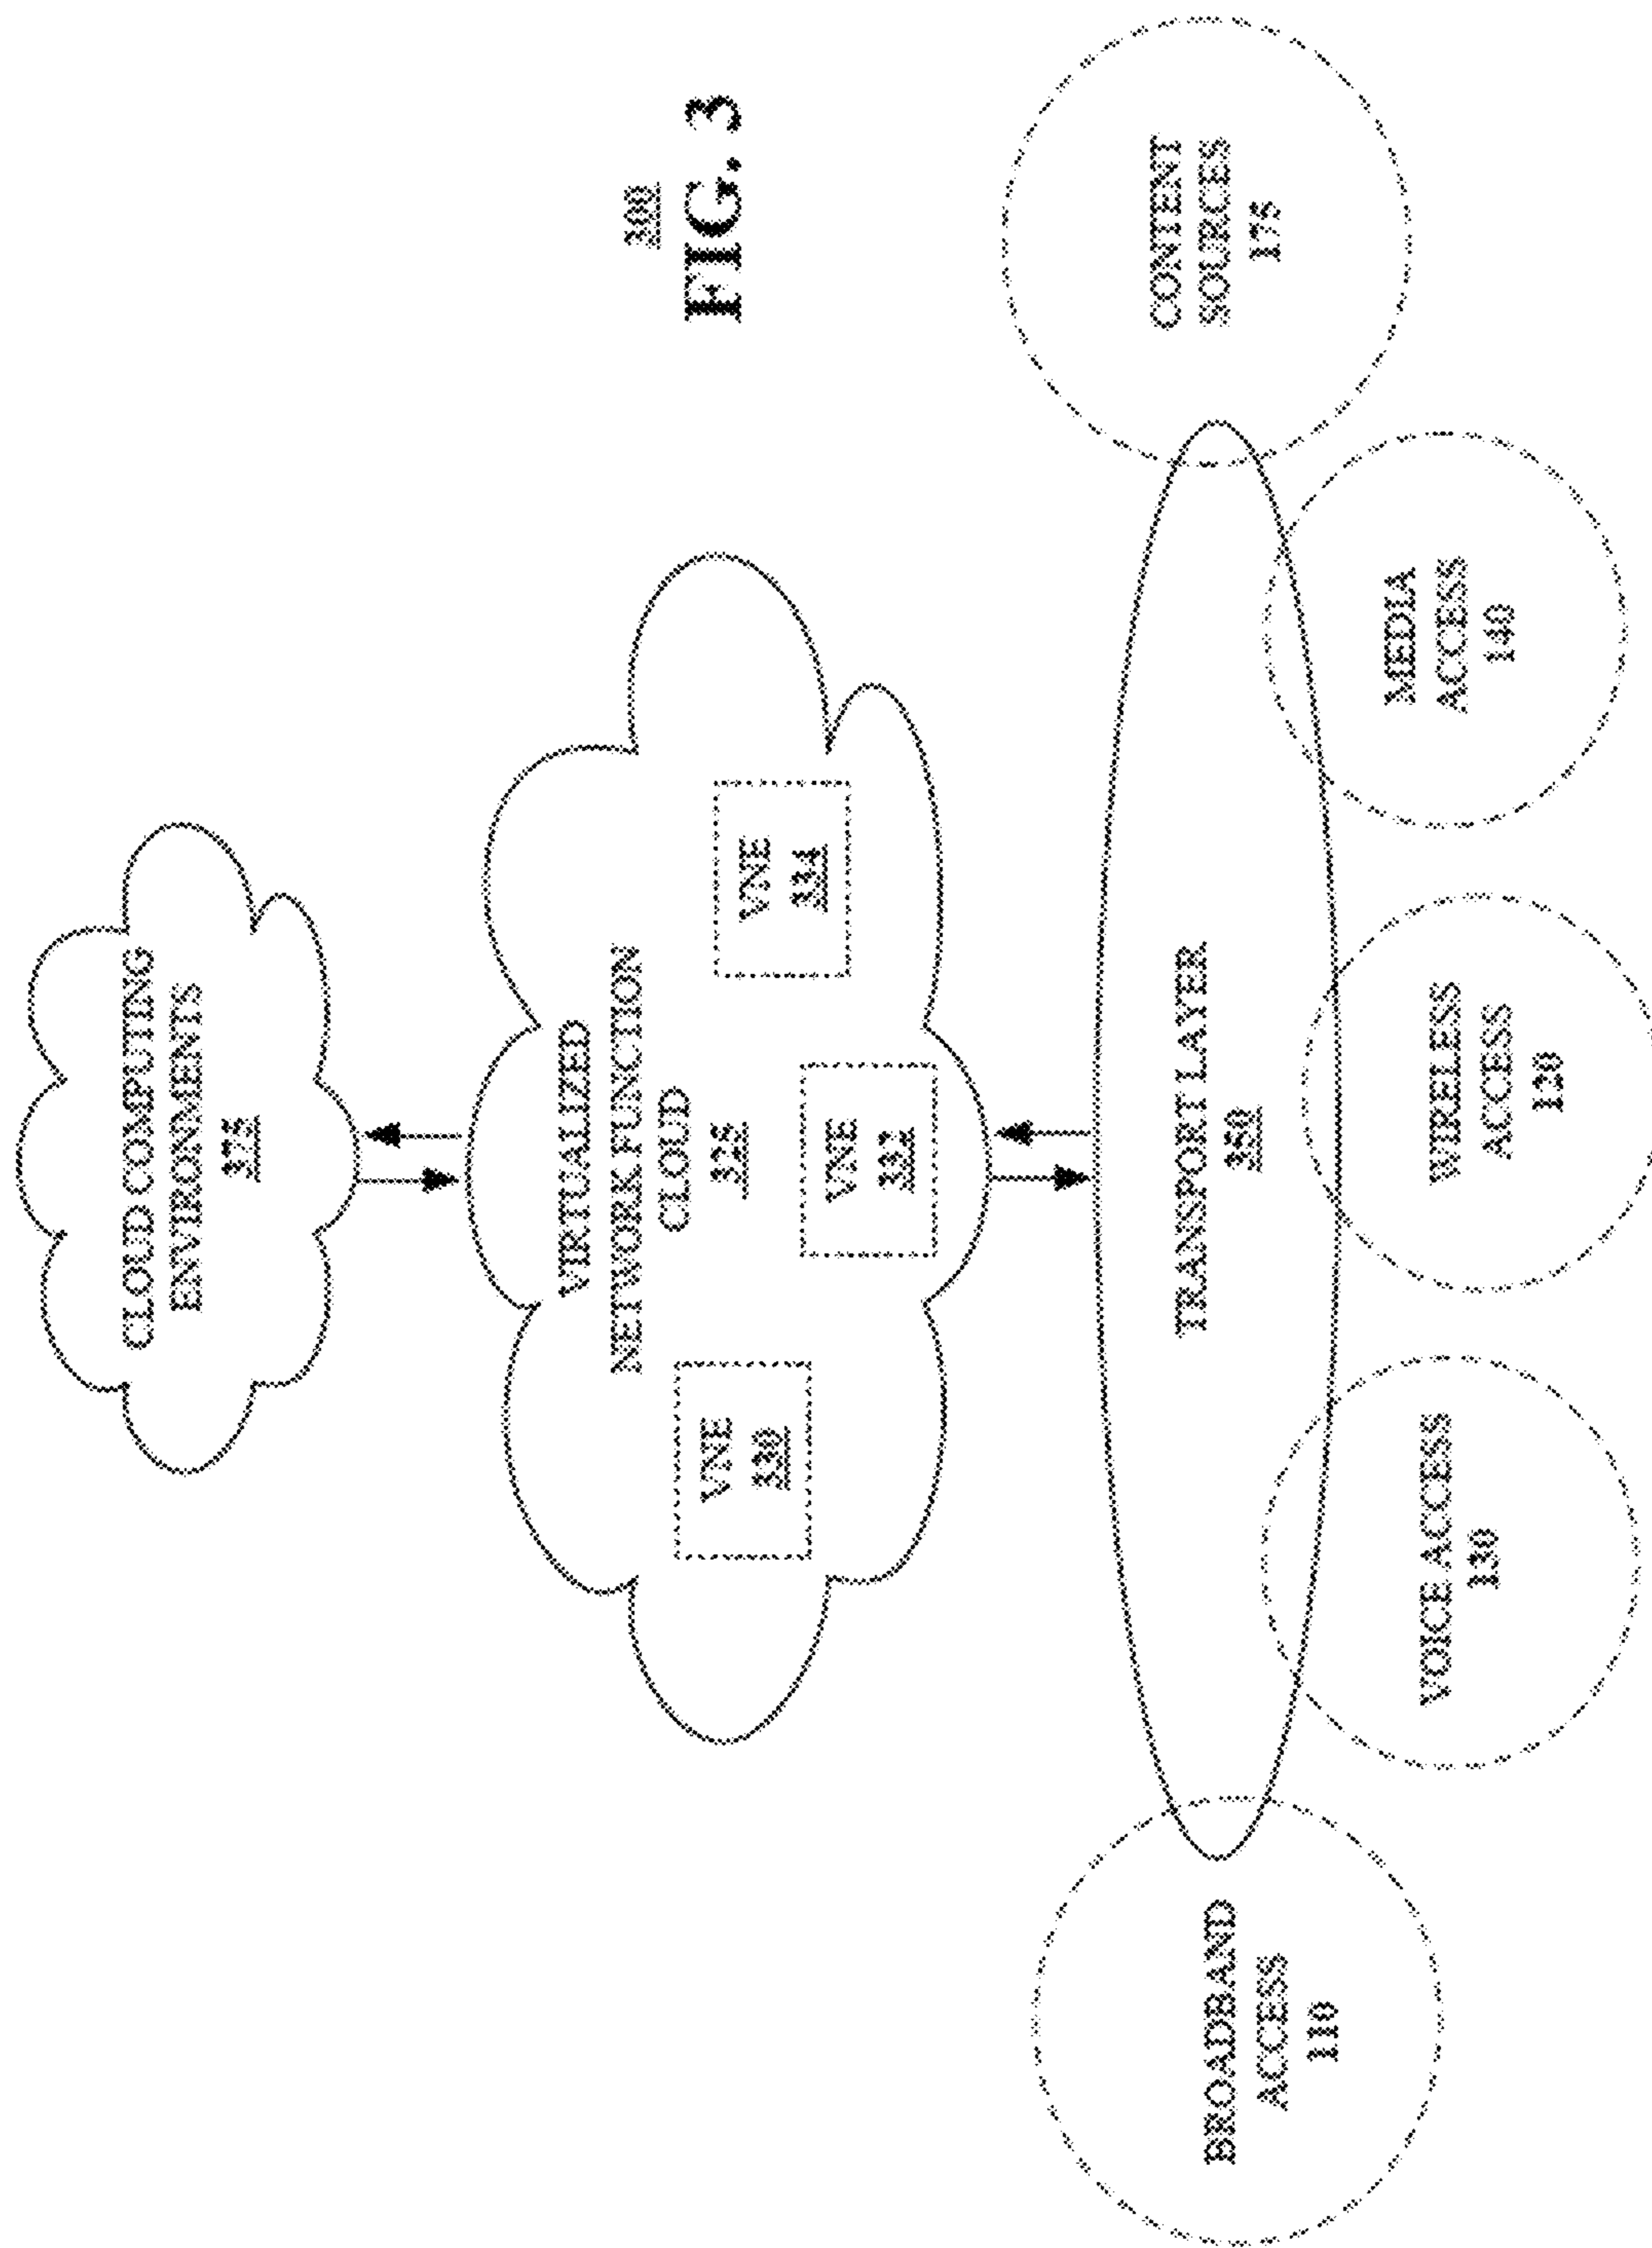 CLOUD COMPUTING
ENVIRONMENTS
375
VIRTUALIZED
NETWORK FUNCTION
CLOUD
325
VNE
330
VNE
332
VNE
334
300
FIG. 3
TRANSPORT LAYER
350
BROADBAND
ACCESS
110
VOICE ACCESS
130
WIRELESS
ACCESS
120
MEDIA
ACCESS
140
CONTENT
SOURCES
175